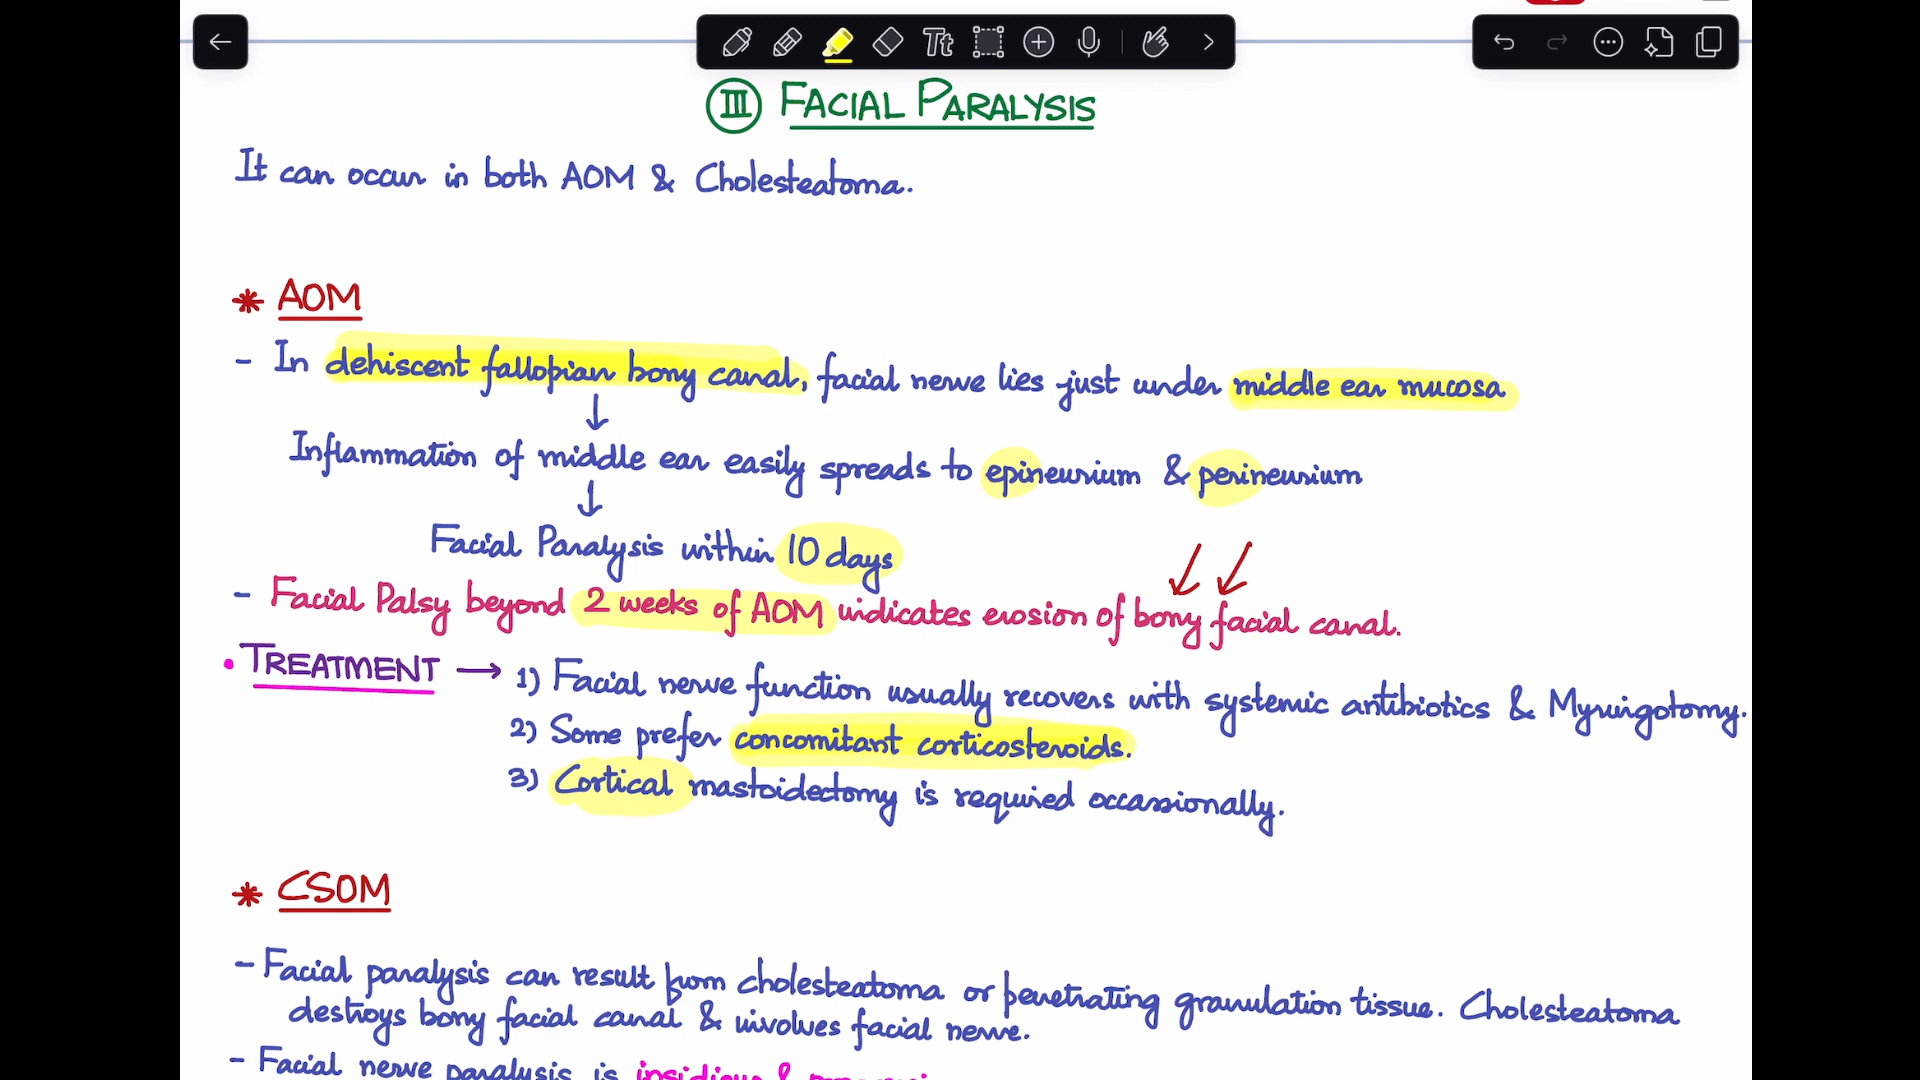 III FACIAL PARALYSIS
It can occur in both AOM & Cholesteatoma.
* AOM
- In dehiscent fallopian bony canal, facial nerve lies just under middle ear mucosa
↓
Inflammation of middle ear easily spreads to epineurium & perineurium
↓
Facial Paralysis within 10 days
- Facial Palsy beyond 2 weeks of AOM indicates erosion of bony facial canal.
• TREATMENT → 1) Facial nerve function usually recovers with systemic antibiotics & Myringotomy.
2) Some prefer concomitant corticosteroids.
3) Cortical mastoidectomy is required occassionally.
* CSOM
- Facial paralysis can result from cholesteatoma or penetrating granulation tissue. Cholesteatoma
destroys bony facial canal & involves facial nerve.
- Facial nerve paralysis is insidious &